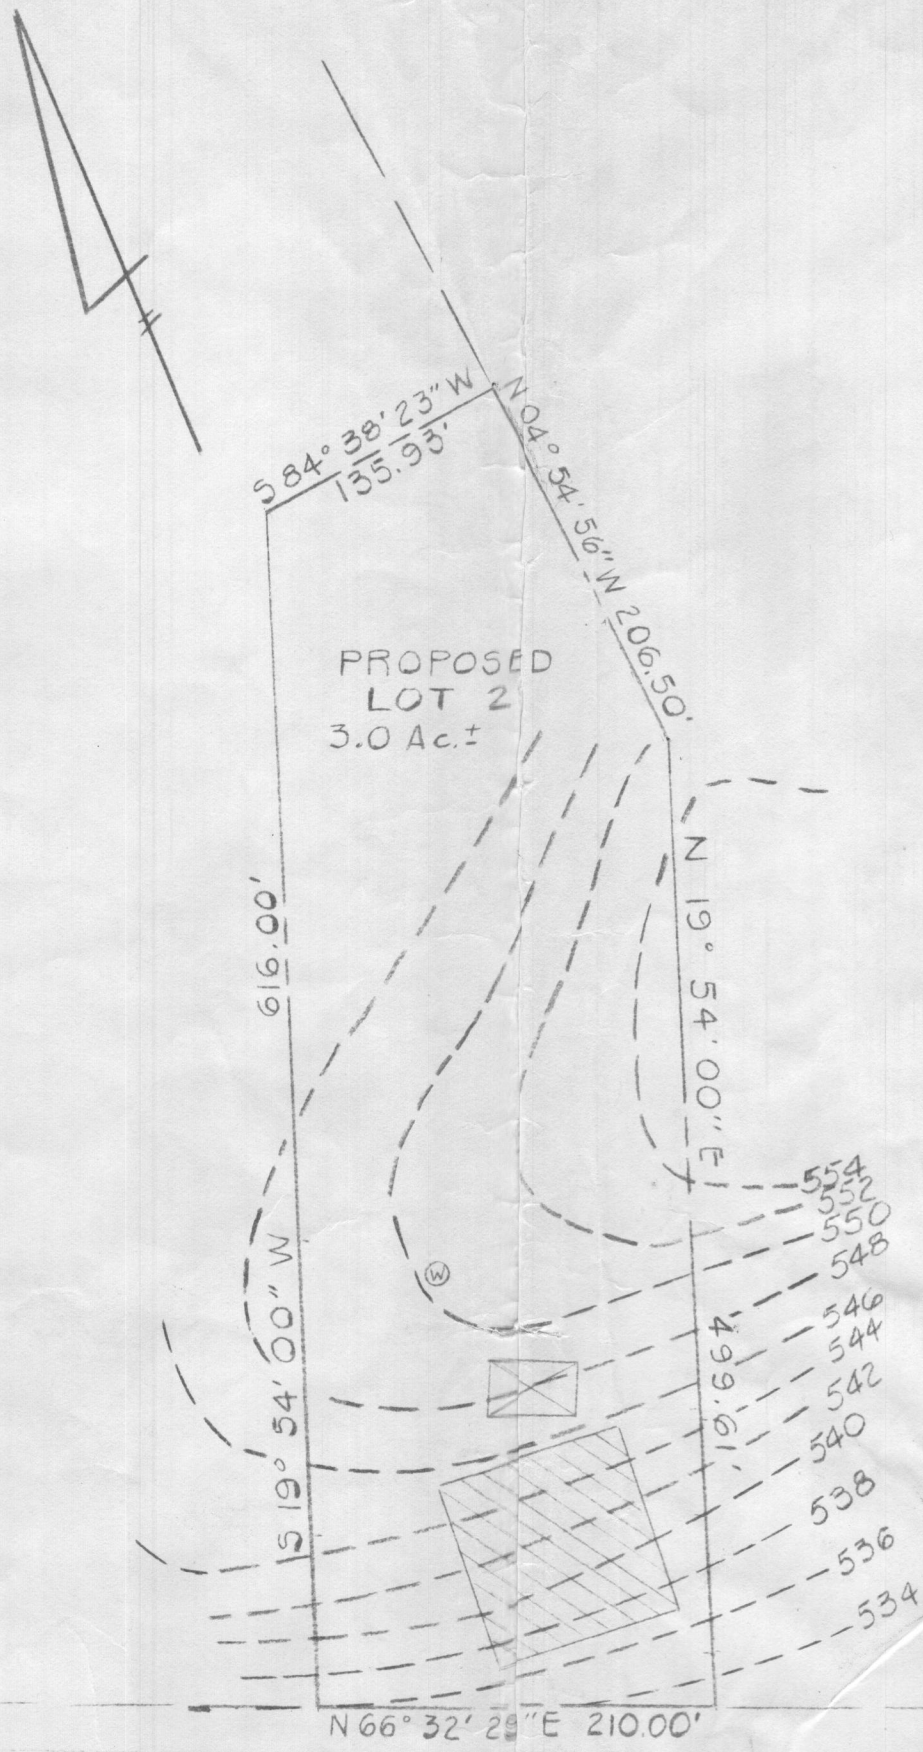 S 84° 38' 23" W
135.93'
N 04° 54' 56" W 206.50'
PROPOSED
LOT 2
3.0 Ac.±
N 19° 54' 00" E
499.61'
616.00'
S 19° 54' 00" W
554
552
550
548
546
544
542
540
538
536
534
W
N 66° 32' E 210.00'